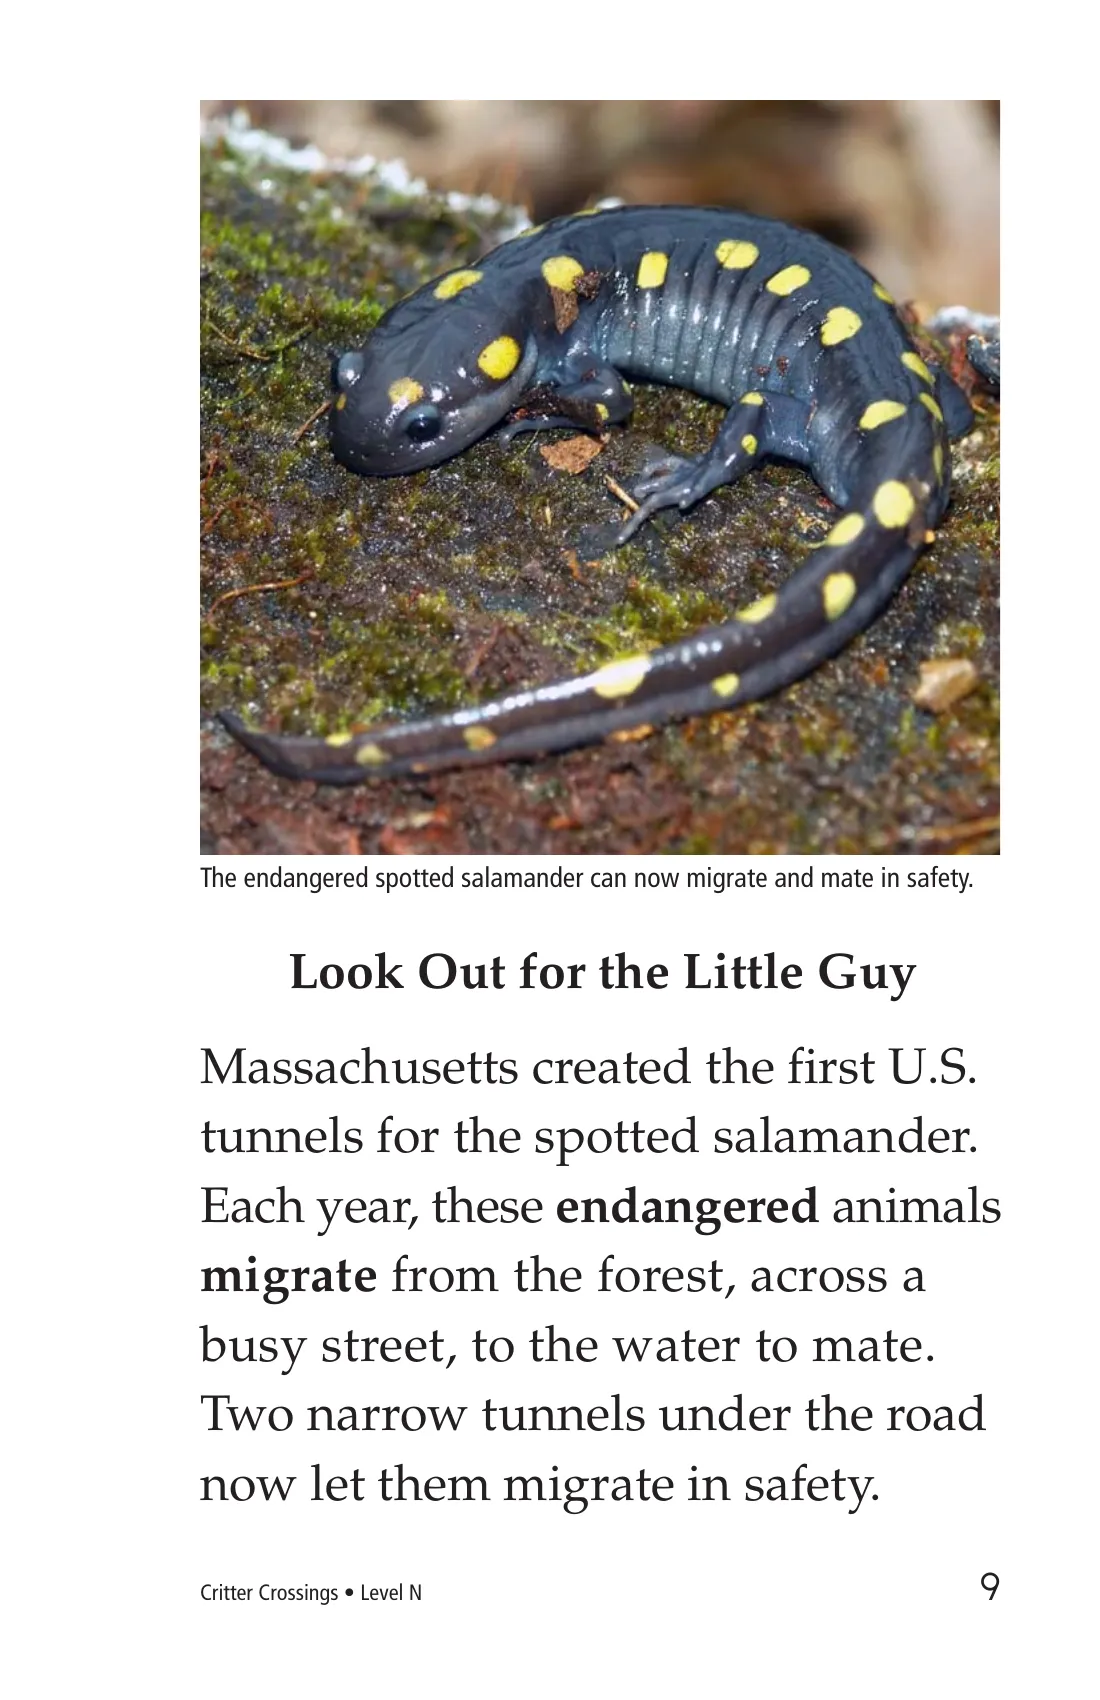 The endangered spotted salamander can now migrate and mate in safety.
Look Out for the Little Guy
Massachusetts created the first U.S.
tunnels for the spotted salamander.
Each year, these endangered animals
migrate from the forest, across a
busy street, to the water to mate.
Two narrow tunnels under the road
now let them migrate in safety.
Critter Crossings • Level N
9